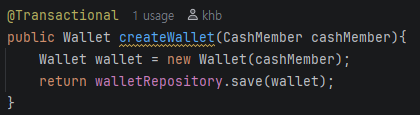 @Transactional 1 usage khb
public Wallet createWallet(CashMember cashMember){
    Wallet wallet = new Wallet(cashMember);
    return walletRepository.save(wallet);
}